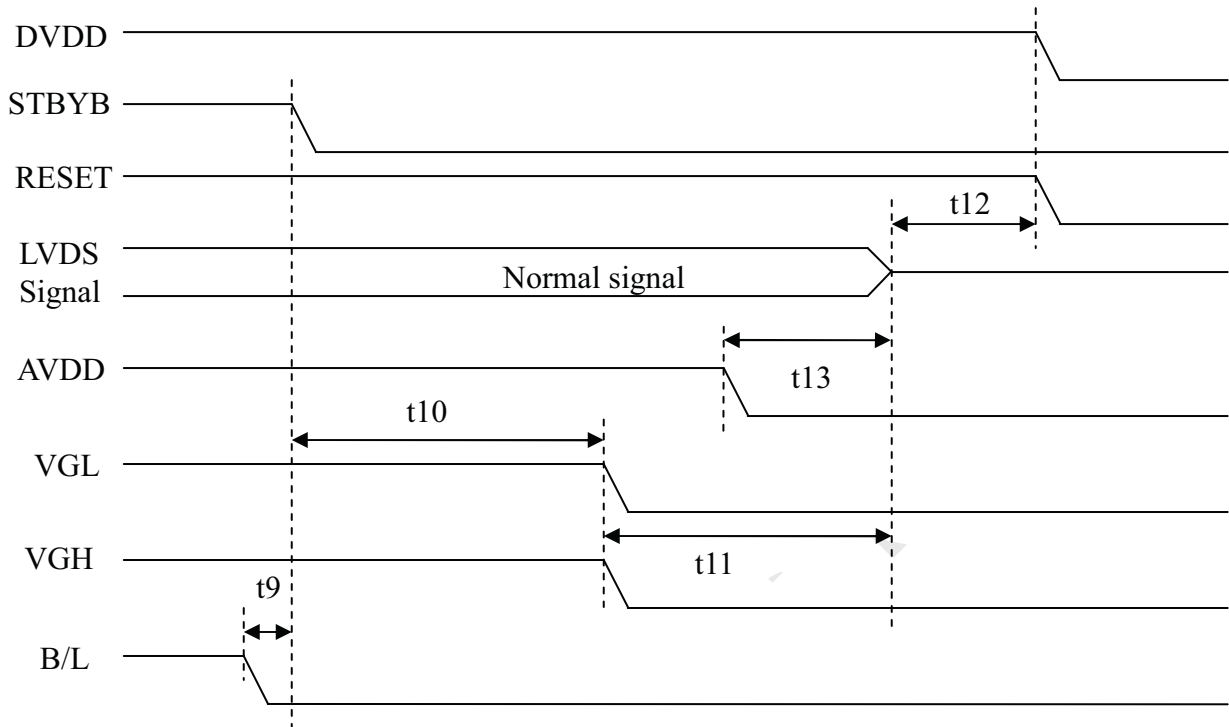 DVDD
STBYB
RESET
t12
LVDS
Signal
Normal signal
AVDD
t13
t10
VGL
VGH
t11
t9
B/L